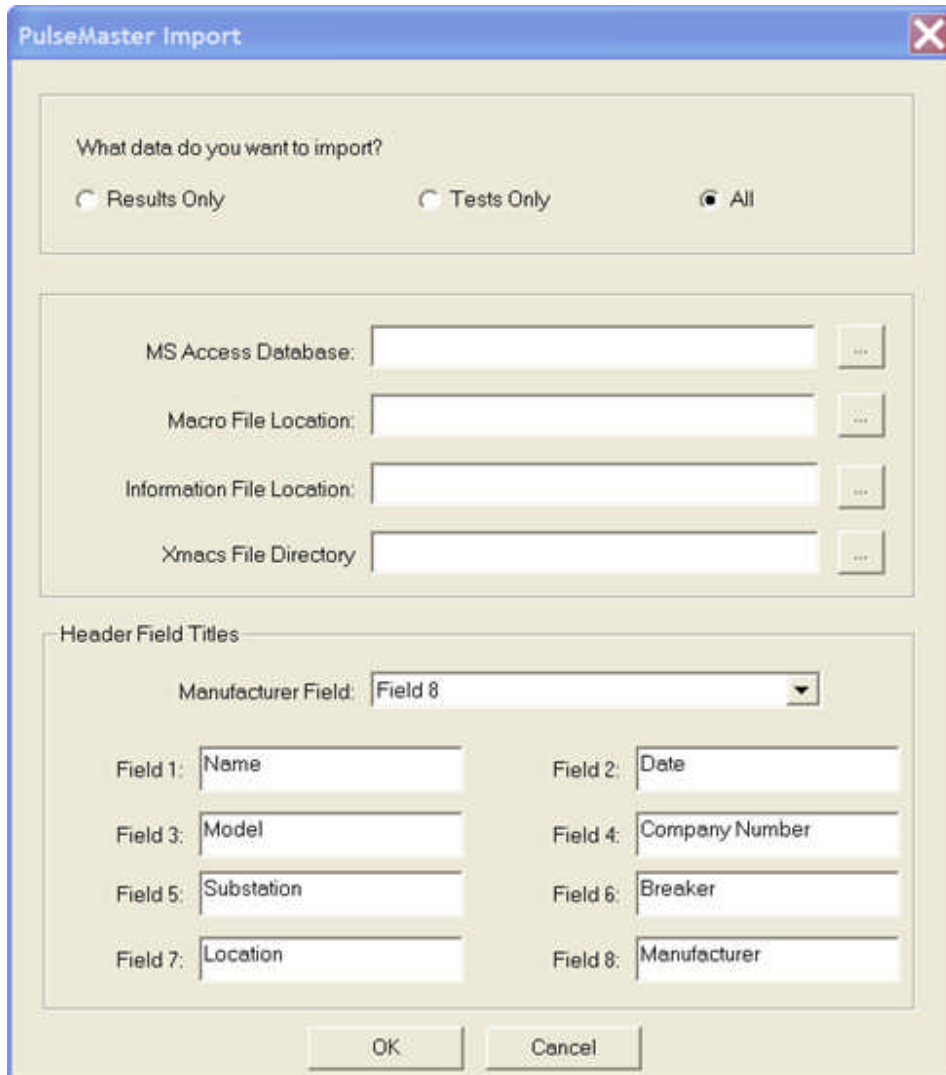 PulseMaster Import
What data do you want to import?
Results Only Tests Only All
MS Access Database: ...
Macro File Location: ...
Information File Location: ...
Xmacs File Directory ...
Header Field Titles
Manufacturer Field: Field 8
Field 1: Name Field 2: Date
Field 3: Model Field 4: Company Number
Field 5: Substation Field 6: Breaker
Field 7: Location Field 8: Manufacturer
OK Cancel